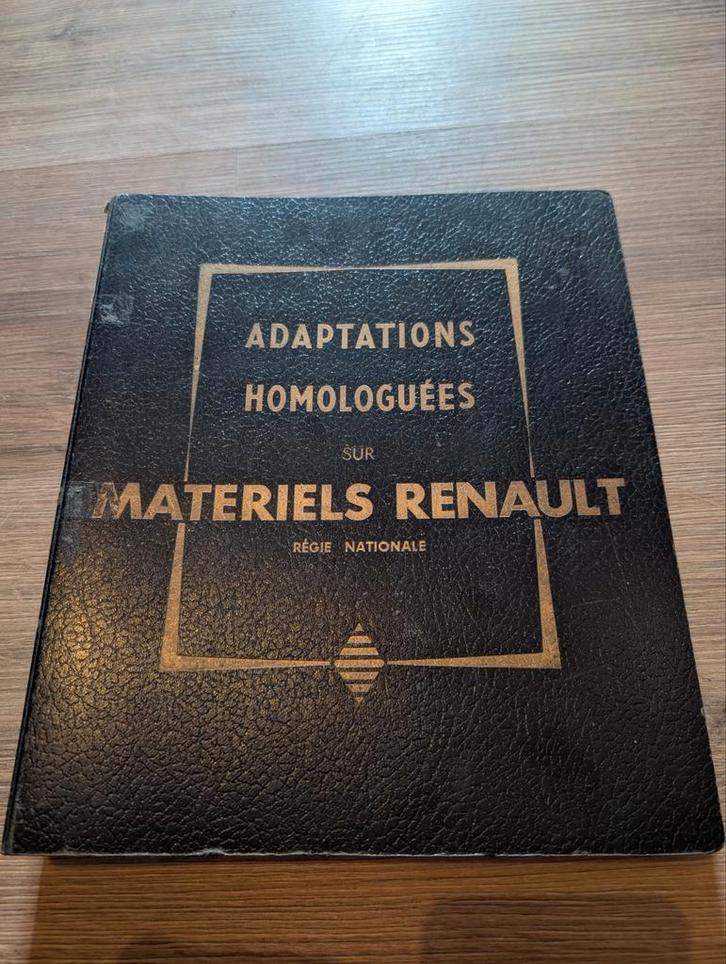 ADAPTATIONS
HOMOLOGUÉES
SUR
MATERIELS RENAULT
RÉGIE NATIONALE